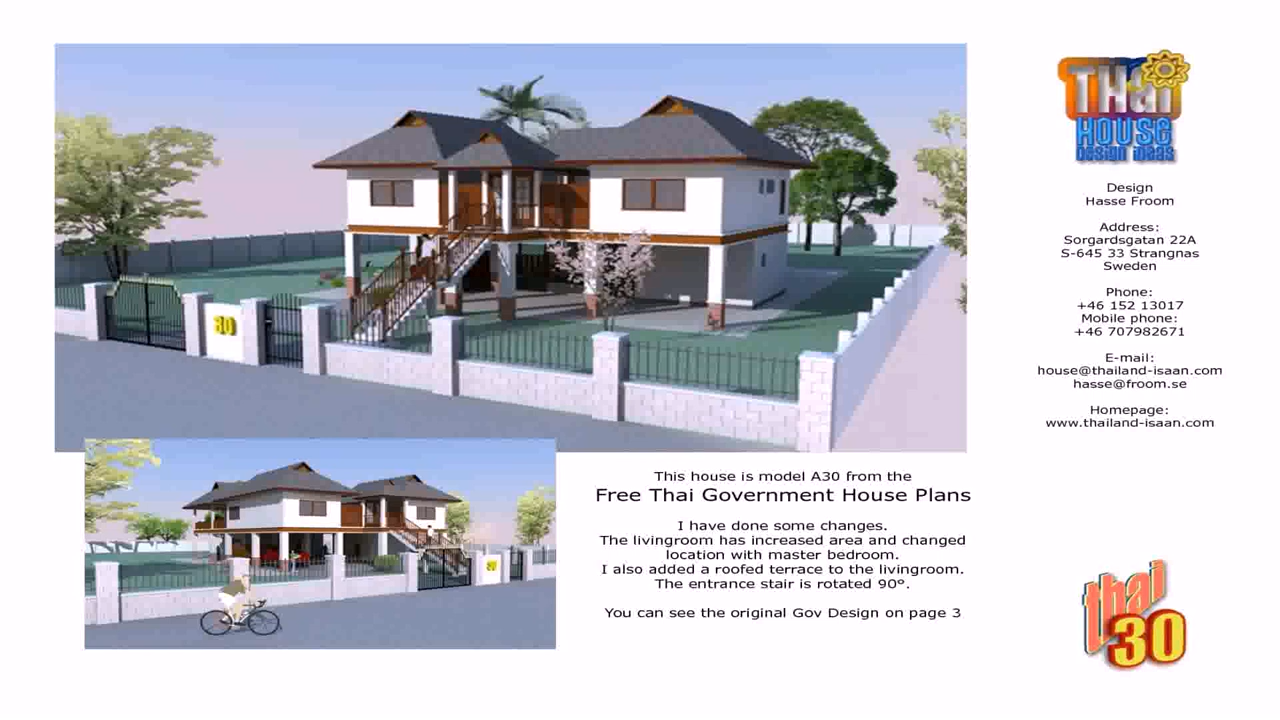 THai
HOUSE
Design ideas
Design
Hasse Froom
Address:
Sorgardsgatan 22A
S-645 33 Strangnas
Sweden
Phone:
+46 152 13017
Mobile phone:
+46 707982671
E-mail:
house@thailand-isaan.com
hasse@froom.se
Homepage:
www.thailand-isaan.com
30
This house is model A30 from the
Free Thai Government House Plans
I have done some changes.
The livingroom has increased area and changed
location with master bedroom.
I also added a roofed terrace to the livingroom.
The entrance stair is rotated 90°.
You can see the original Gov Design on page 3
thai
30